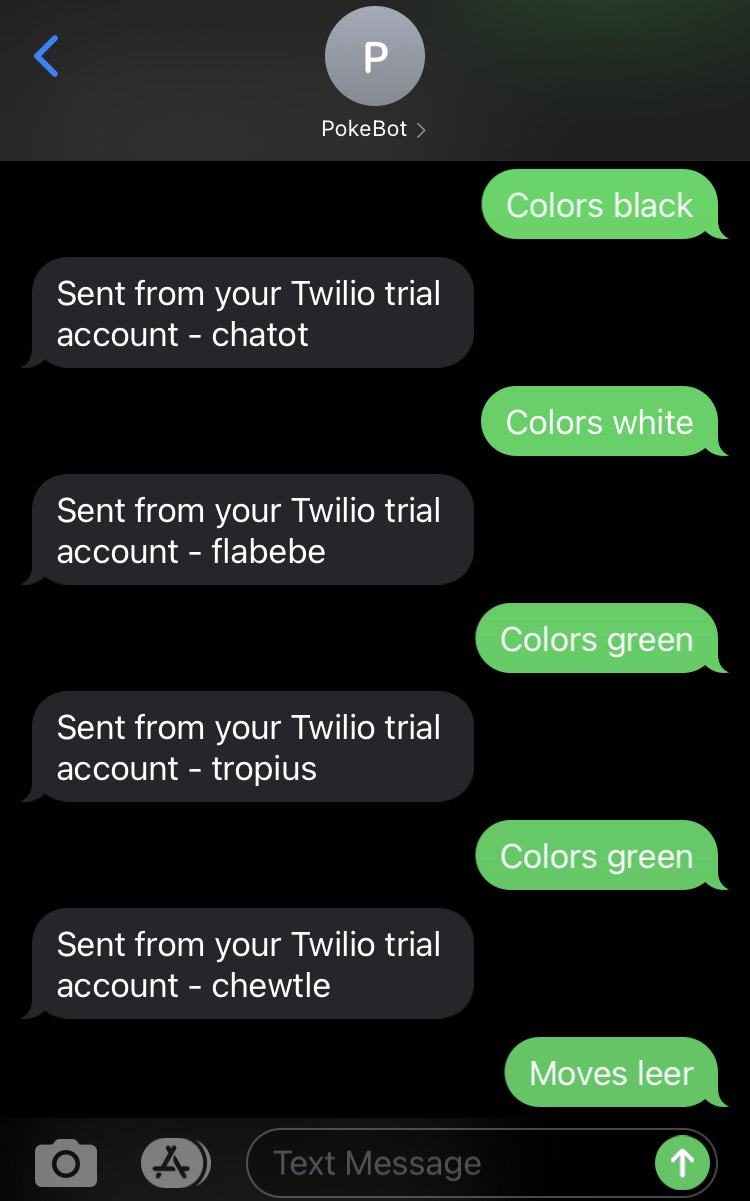 P
PokeBot
Colors black
Sent from your Twilio trial
account - chatot
Colors white
Sent from your Twilio trial
account - flabebe
Colors green
Sent from your Twilio trial
account - tropius
Colors green
Sent from your Twilio trial
account - chewtle
Moves leer
Text Message